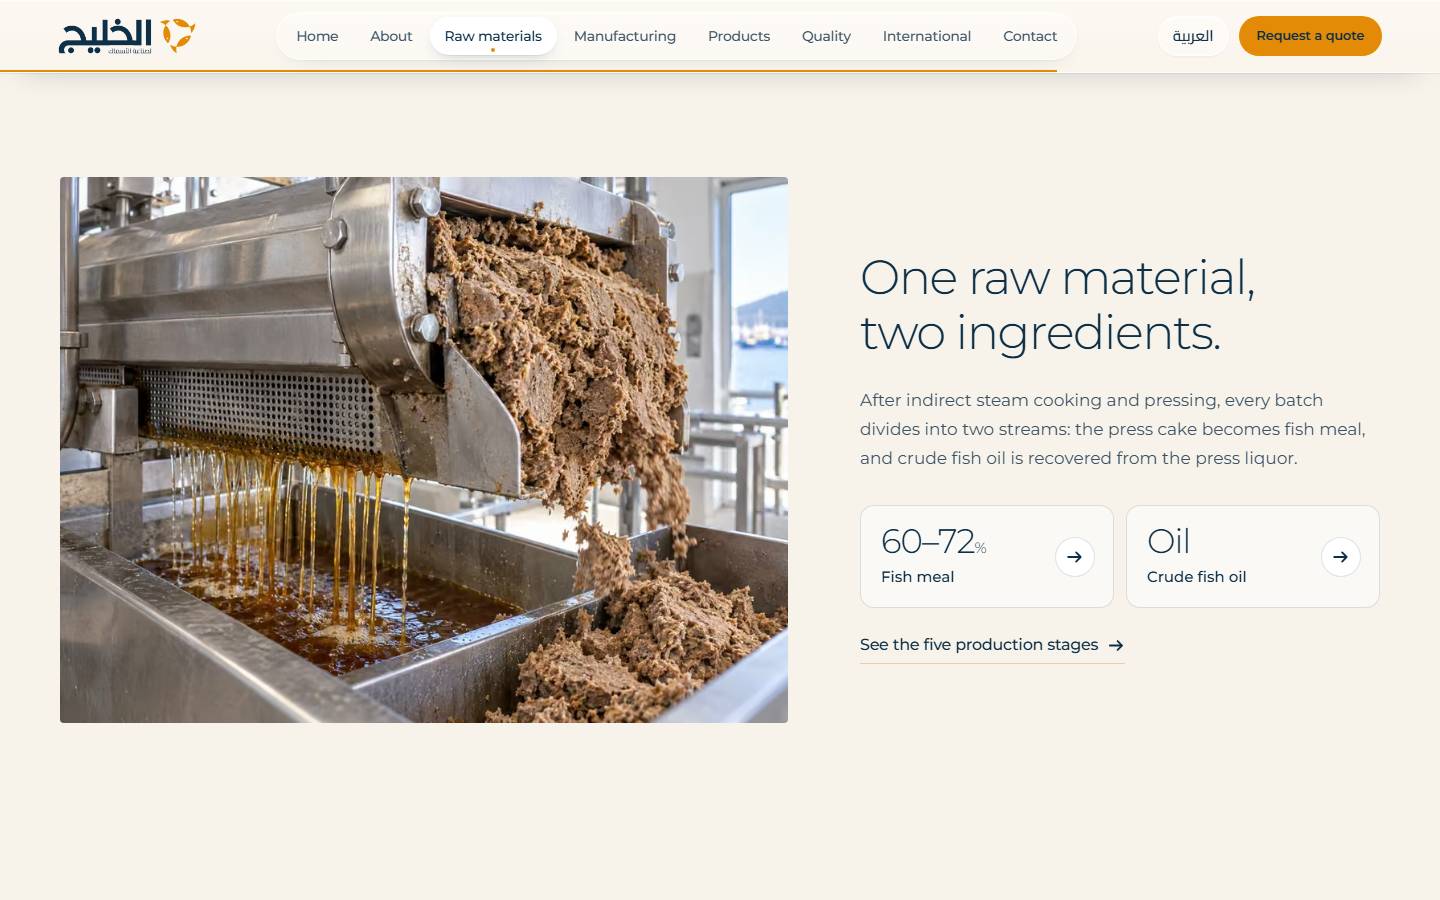 الخليج
لصناعة الأسماك
Home
About
Raw materials
Manufacturing
Products
Quality
International
Contact
العربية
Request a quote
One raw material,
two ingredients.
After indirect steam cooking and pressing, every batch
divides into two streams: the press cake becomes fish meal,
and crude fish oil is recovered from the press liquor.
60–72%
Fish meal
Oil
Crude fish oil
See the five production stages